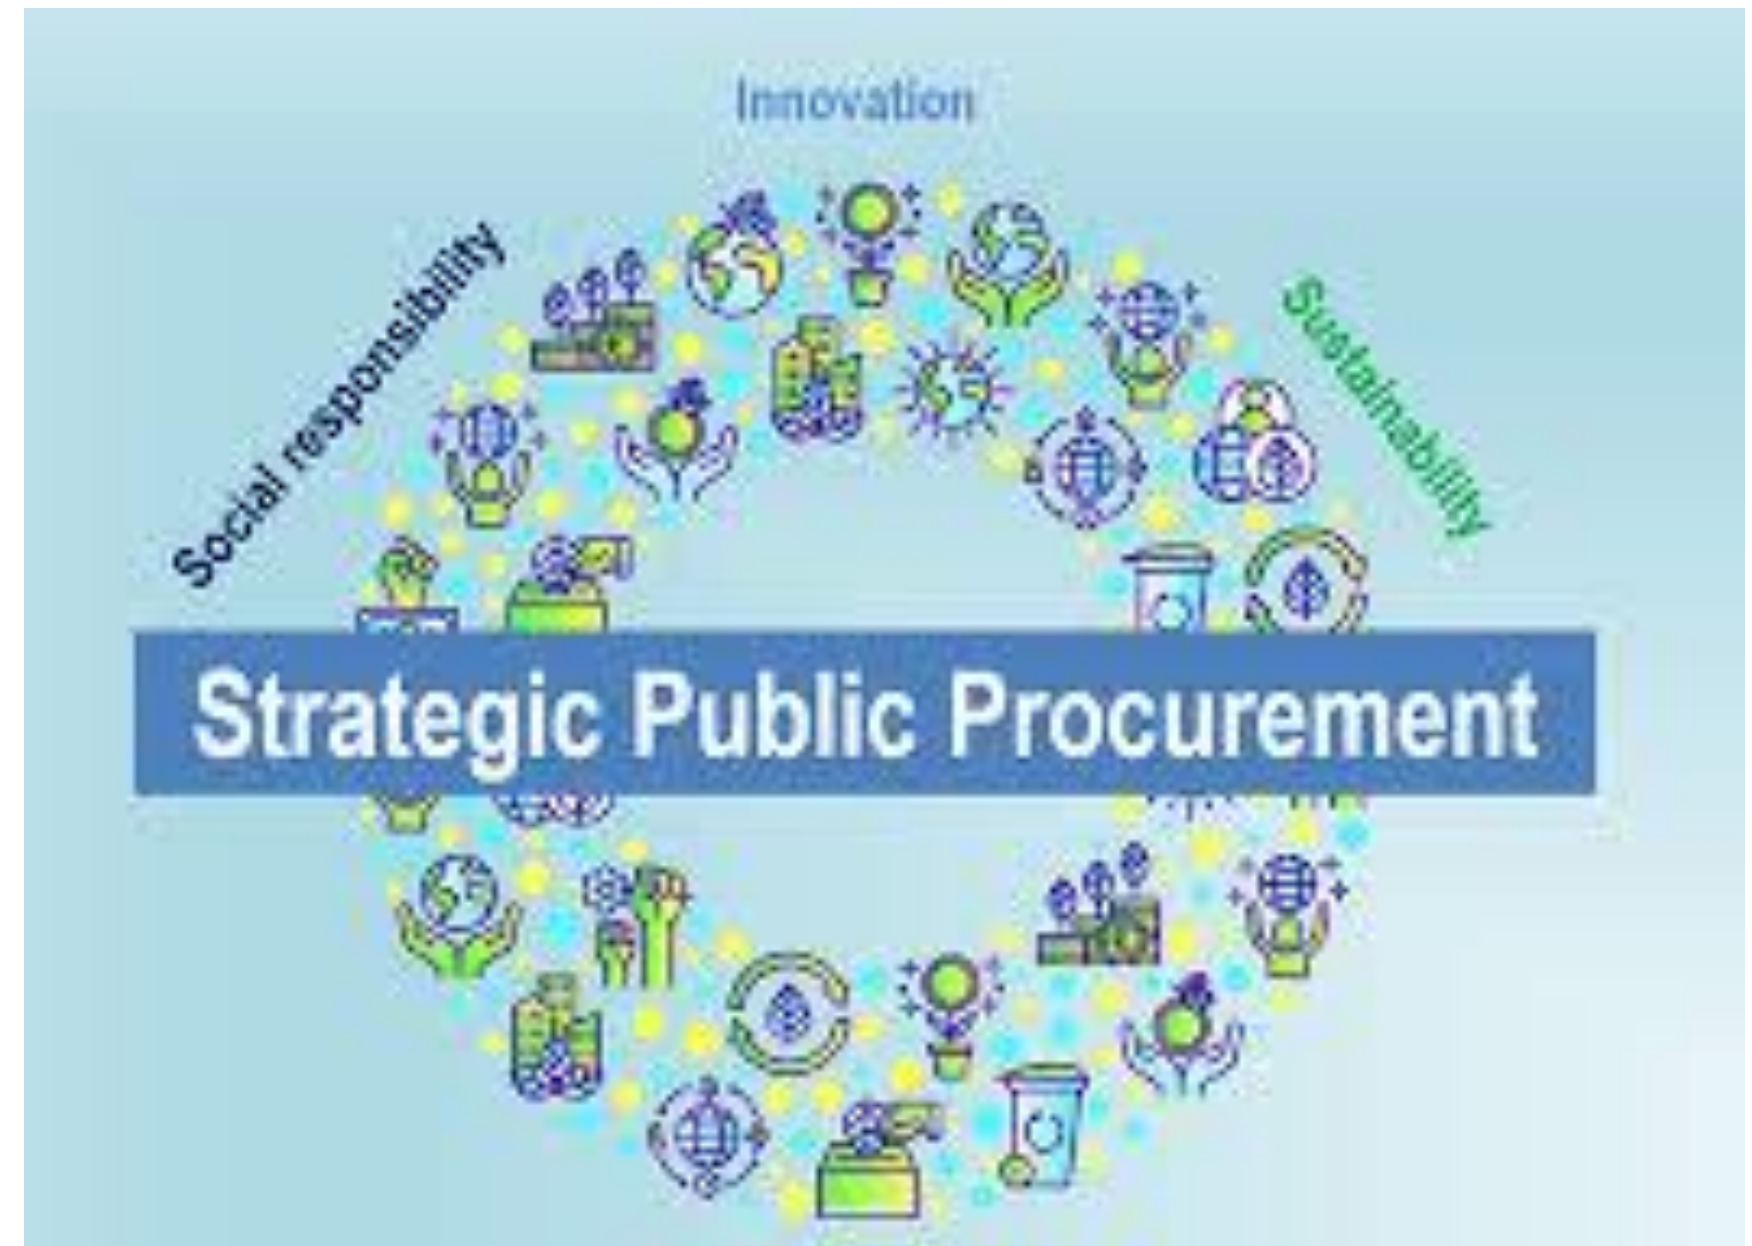 Innovation
Social responsibility
Sustainability
Strategic Public Procurement